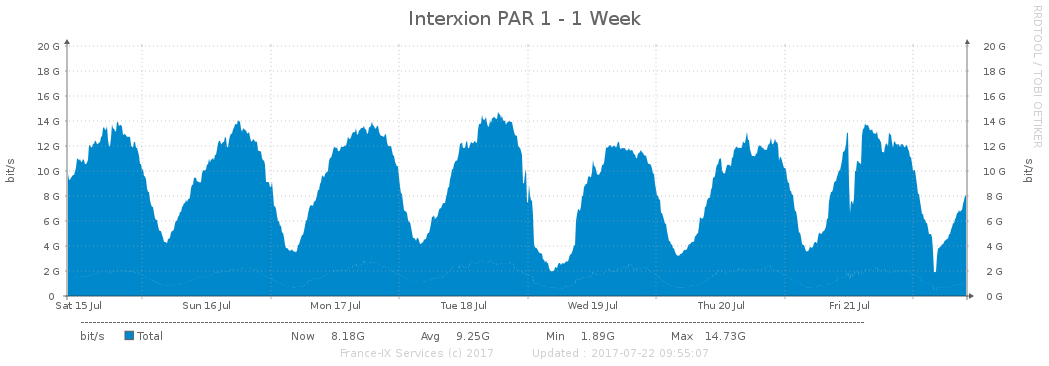 Interxion PAR 1 - 1 Week
RRDTOOL / TOBI OETIKER
20 G 20 G
18 G 18 G
16 G 16 G
14 G 14 G
12 G 12 G
10 G 10 G
8 G 8 G
6 G 6 G
4 G 4 G
2 G 2 G
0 0 G
bit/s
bit/s
Sat 15 Jul Sun 16 Jul Mon 17 Jul Tue 18 Jul Wed 19 Jul Thu 20 Jul Fri 21 Jul
bit/s Total Now 8.18G Avg 9.25G Min 1.89G Max 14.73G
France-IX Services (c) 2017 Updated : 2017-07-22 09:55:07